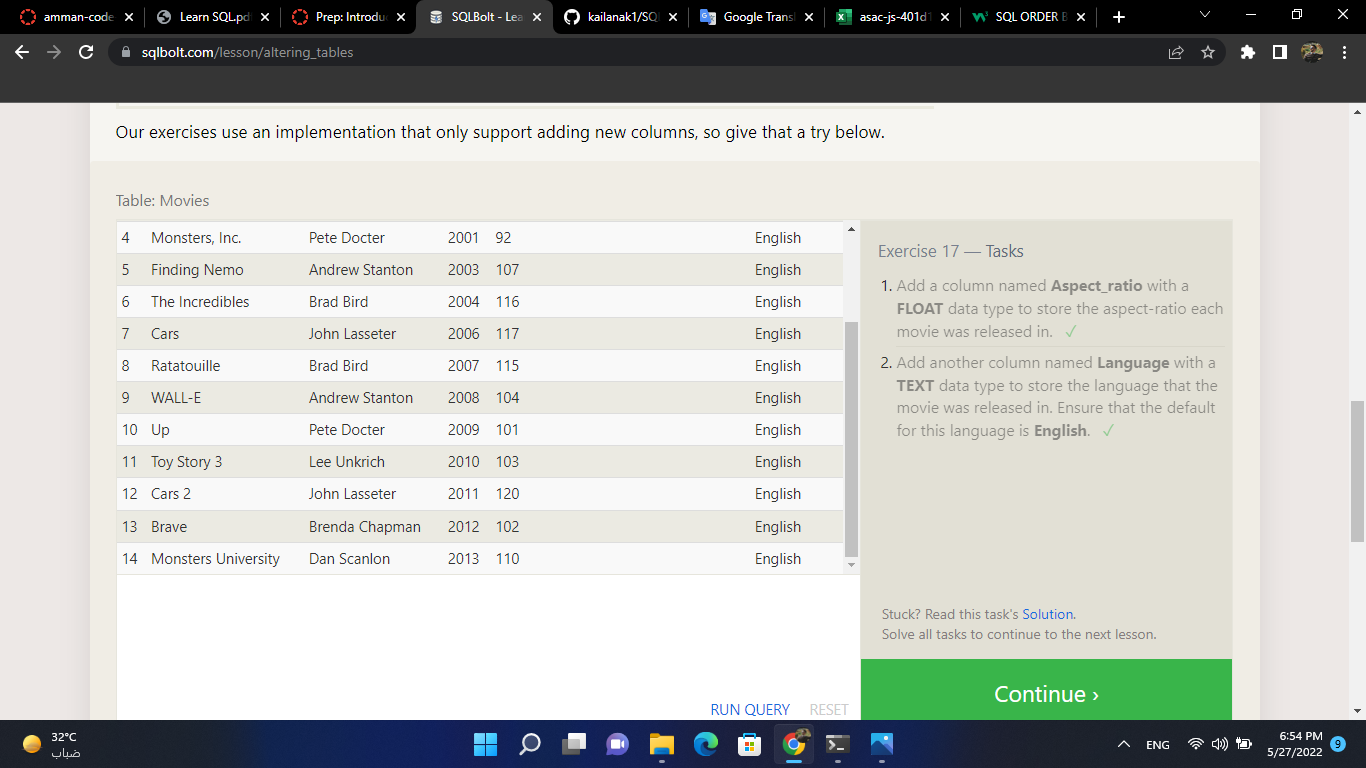 amman-code
Learn SQL.pd
Prep: Introdu
SQLBolt - Lea
kailanak1/SQ
Google Transl
asac-js-401d1
SQL ORDER B
sqlbolt.com/lesson/altering_tables
Our exercises use an implementation that only support adding new columns, so give that a try below.
Table: Movies
4 Monsters, Inc. Pete Docter 2001 92 English
5 Finding Nemo Andrew Stanton 2003 107 English
6 The Incredibles Brad Bird 2004 116 English
7 Cars John Lasseter 2006 117 English
8 Ratatouille Brad Bird 2007 115 English
9 WALL-E Andrew Stanton 2008 104 English
10 Up Pete Docter 2009 101 English
11 Toy Story 3 Lee Unkrich 2010 103 English
12 Cars 2 John Lasseter 2011 120 English
13 Brave Brenda Chapman 2012 102 English
14 Monsters University Dan Scanlon 2013 110 English
RUN QUERY RESET
Exercise 17 — Tasks
1. Add a column named Aspect_ratio with a
FLOAT data type to store the aspect-ratio each
movie was released in. ✓
2. Add another column named Language with a
TEXT data type to store the language that the
movie was released in. Ensure that the default
for this language is English. ✓
Stuck? Read this task's Solution.
Solve all tasks to continue to the next lesson.
Continue ›
32°C
ضباب
ENG
6:54 PM
5/27/2022
9